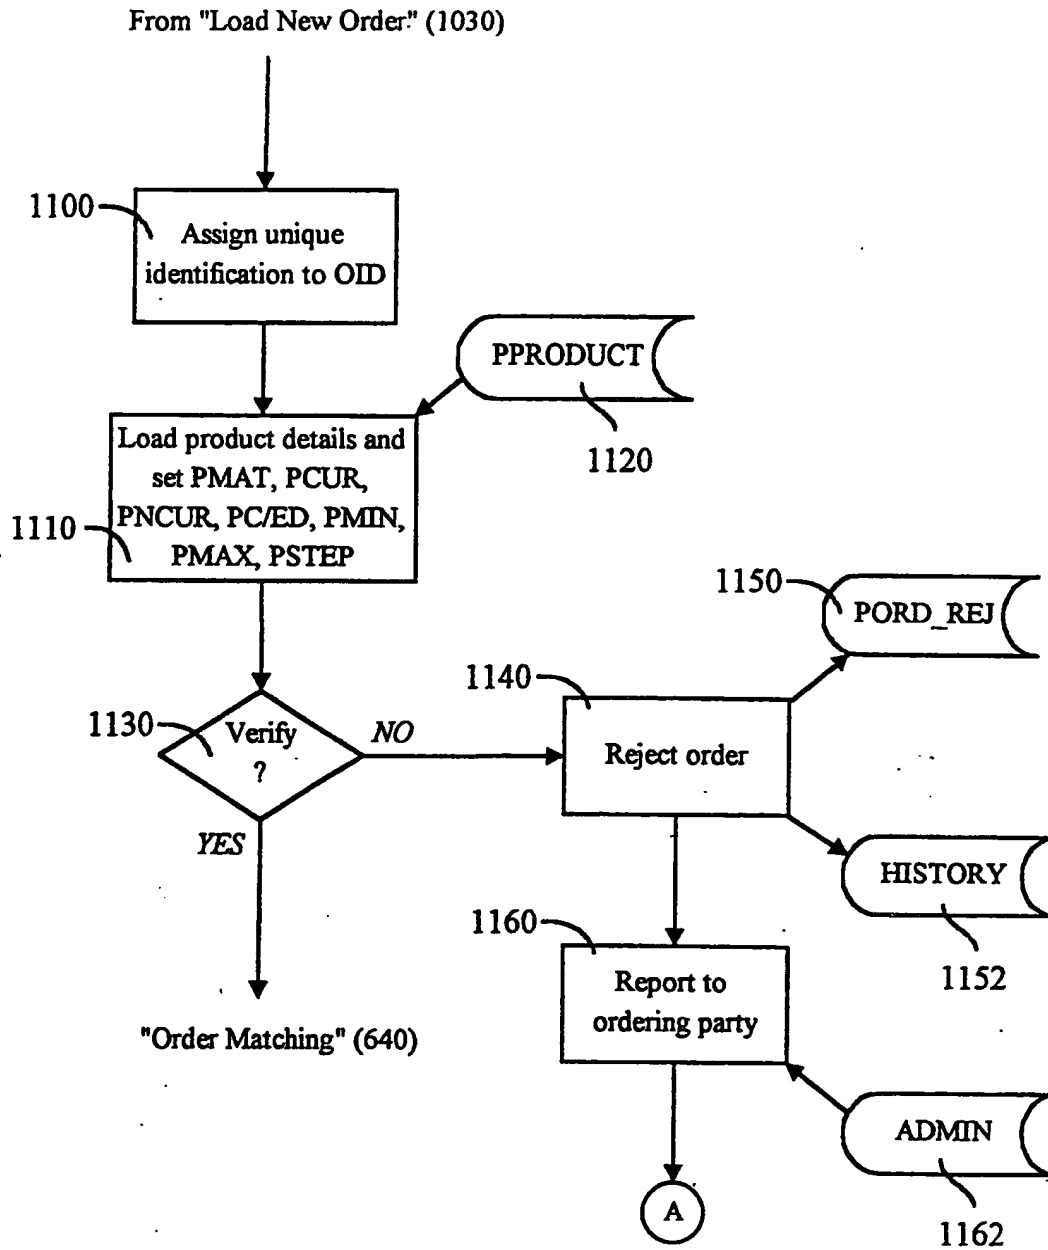 From "Load New Order." (1030)
1100
Assign unique
identification to OID
PPRODUCT
1120
Load product details and
set PMAT, PCUR,
PNCUR, PC/ED, PMIN,
PMAX, PSTEP
1110
1150
PORD_REJ
1140
1130
Verify
?
NO
Reject order
YES
HISTORY
1152
1160
Report to
ordering party
"Order Matching" (640)
ADMIN
1162
A